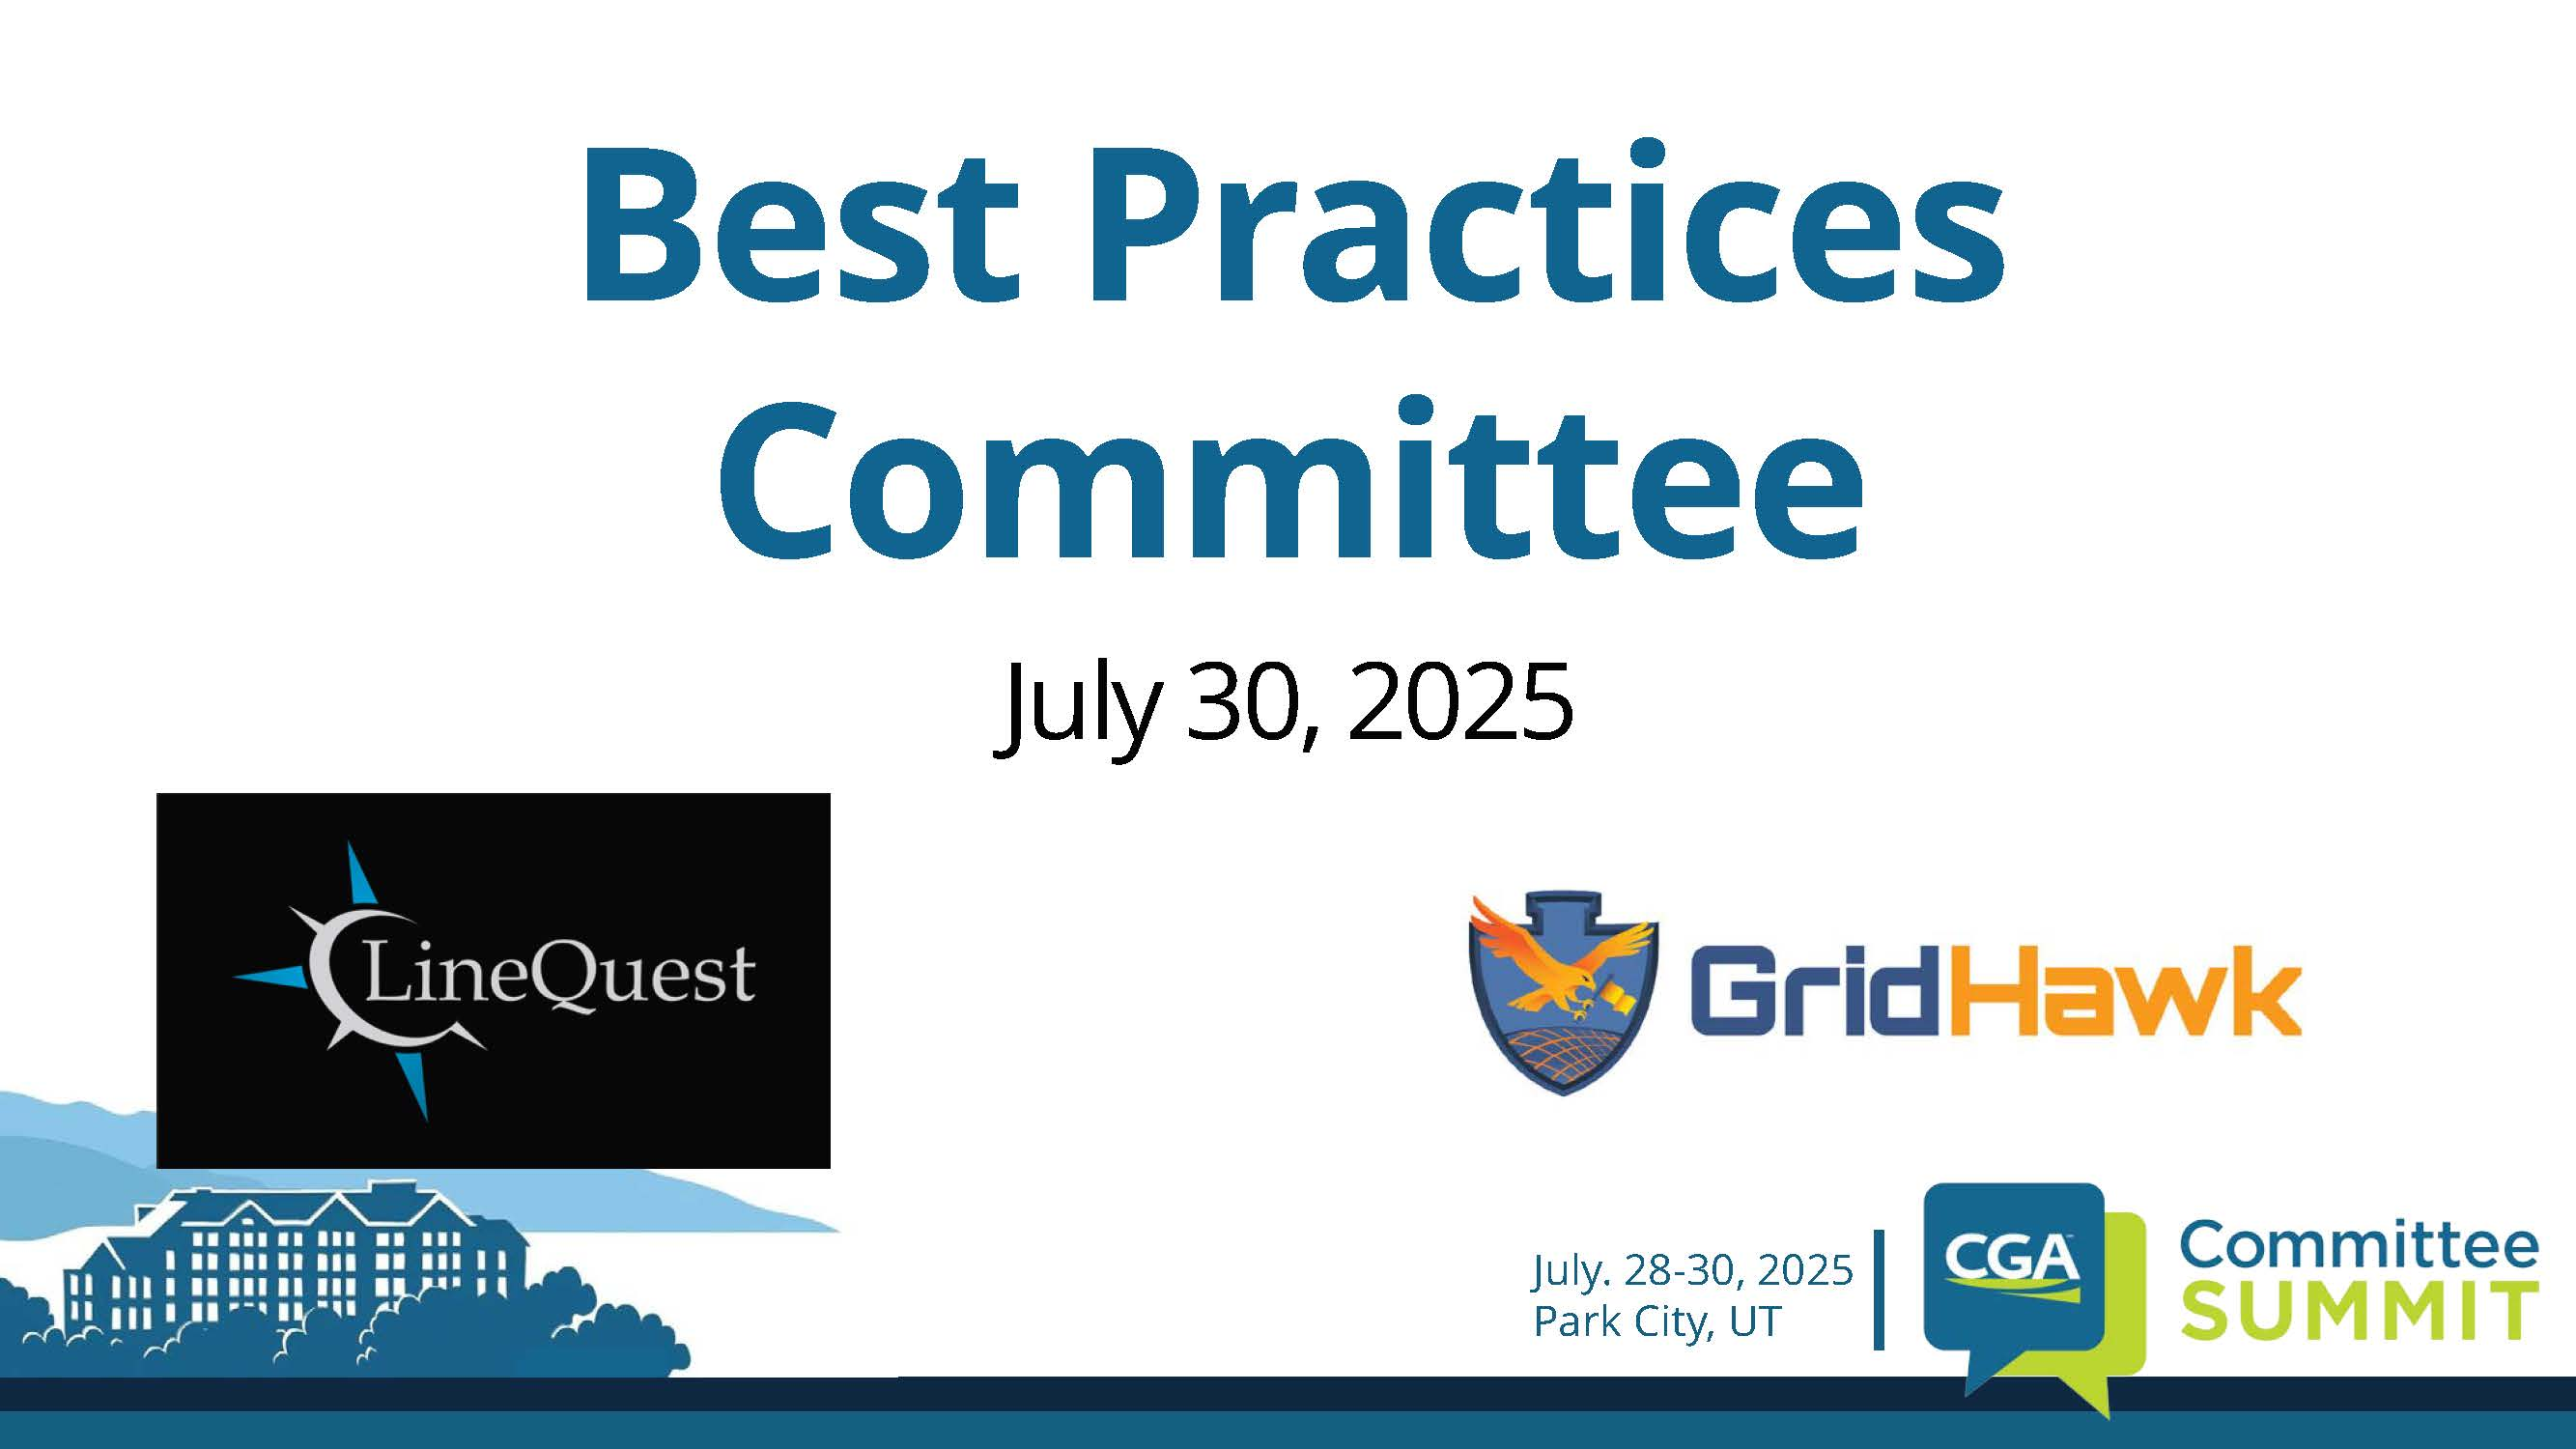 Best Practices
Committee
July 30, 2025
LineQuest
GridHawk
July. 28-30, 2025
Park City, UT
CGA
Committee
SUMMIT